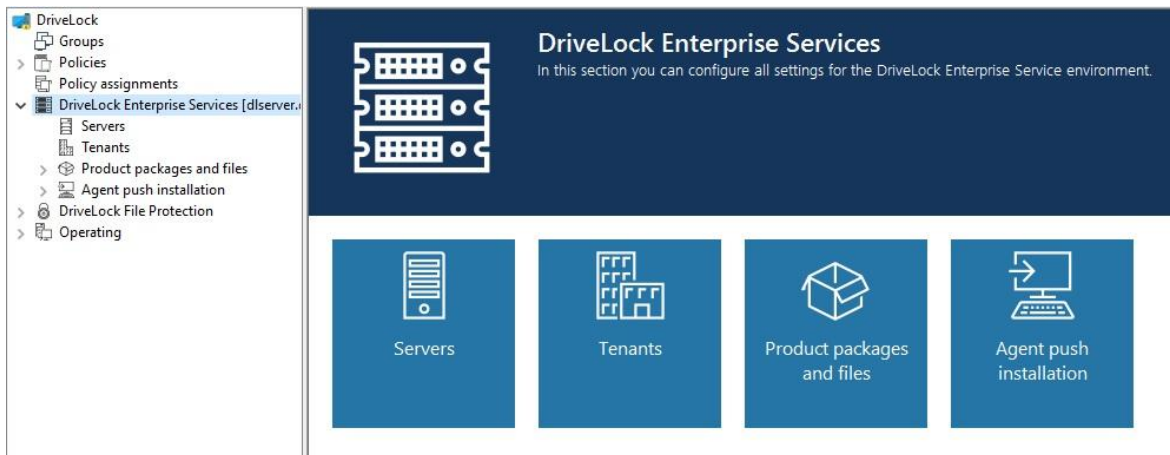 DriveLock
Groups
Policies
Policy assignments
DriveLock Enterprise Services [dlserver.
Servers
Tenants
Product packages and files
Agent push installation
DriveLock File Protection
Operating
DriveLock Enterprise Services
In this section you can configure all settings for the DriveLock Enterprise Service environment.
Servers
Tenants
Product packages
and files
Agent push
installation